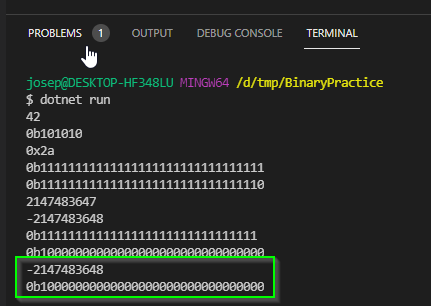 PROBLEMS 1 OUTPUT DEBUG CONSOLE TERMINAL
josep@DESKTOP-HF348LU MINGW64 /d/tmp/BinaryPractice
$ dotnet run
42
0b101010
0x2a
0b11111111111111111111111111111111
0b11111111111111111111111111111110
2147483647
-2147483648
0b1111111111111111111111111111111
0b10000000000000000000000000000000
-2147483648
0b10000000000000000000000000000000